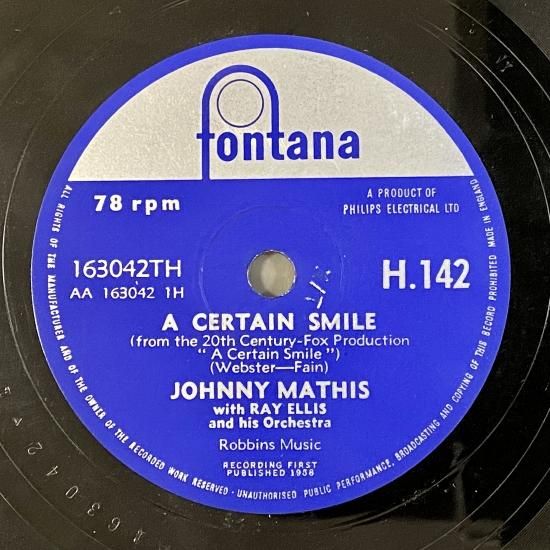 fontana
78 rpm
A PRODUCT OF
PHILIPS ELECTRICAL LTD
163042TH
AA 163042 1H
H.142
A CERTAIN SMILE
(from the 20th Century-Fox Production
“ A Certain Smile ”)
(Webster—Fain)
JOHNNY MATHIS
with RAY ELLIS
and his Orchestra
Robbins Music
RECORDING FIRST
PUBLISHED 1958
ALL RIGHTS OF THE MANUFACTURER AND OF THE OWNER OF THE RECORDED WORK RESERVED - UNAUTHORISED PUBLIC PERFORMANCE, BROADCASTING AND COPYING OF THIS RECORD PROHIBITED MADE IN ENGLAND